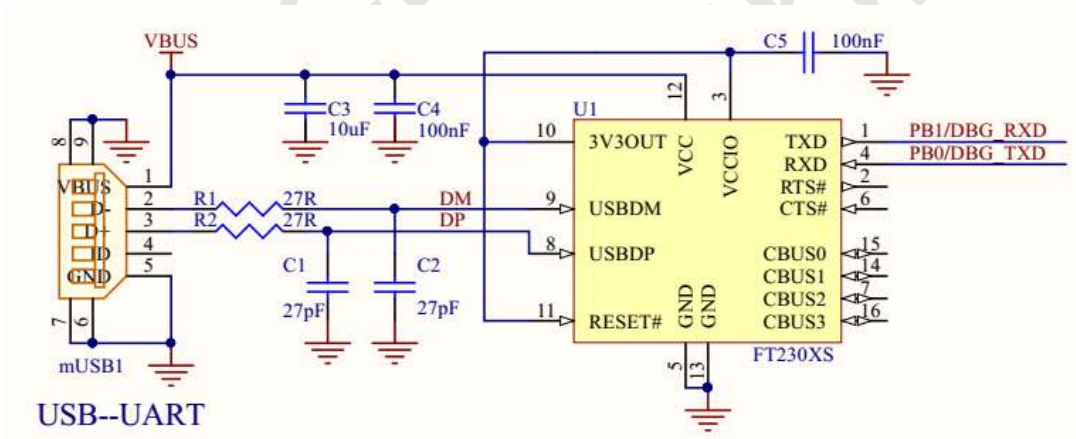 VBUS
C5 100nF
C3
10uF
C4
100nF
12
3
U1
8
9
10 3V3OUT
VCC
VCCIO
TXD 1 PB1/DBG_RXD
RXD 4 PB0/DBG_TXD
RTS# 2
CTS# 6
VBUS 1
D- 2 R1 27R DM 9 USBDM
D+ 3 R2 27R DP 8 USBDP
ID 4
GND 5
CBUS0 15
CBUS1 14
CBUS2 7
CBUS3 16
C1
27pF
C2
27pF
11 RESET#
GND
GND
7
6
5
13
FT230XS
mUSB1
USB--UART